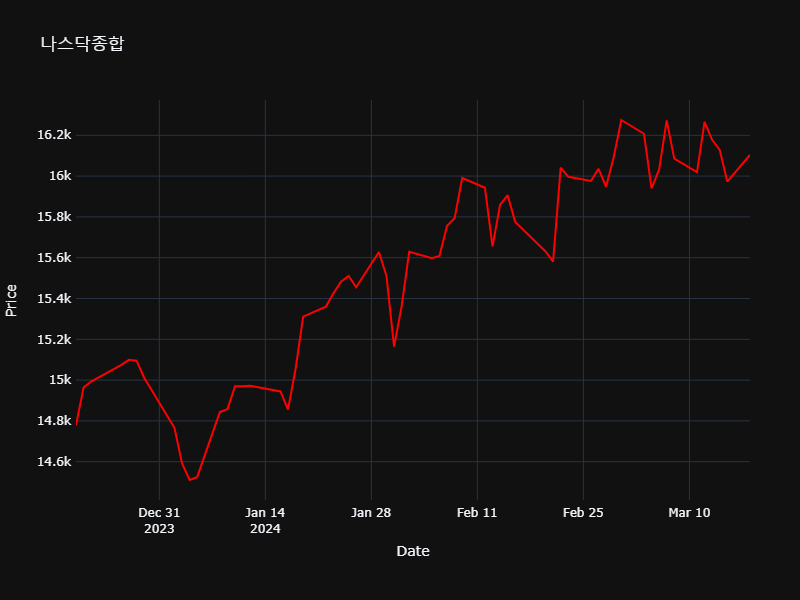 나스닥종합
16.2k
16k
15.8k
15.6k
15.4k
15.2k
15k
14.8k
14.6k
Price
Dec 31
2023
Jan 14
2024
Jan 28
Feb 11
Feb 25
Mar 10
Date